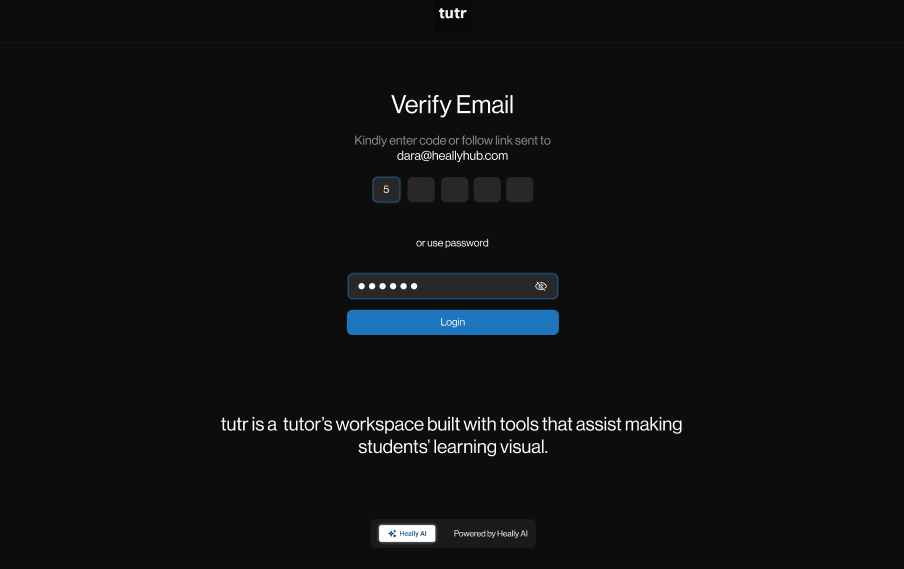 tutr
Verify Email
Kindly enter code or follow link sent to
dara@heallyhub.com
5
or use password
Login
tutr is a tutor's workspace built with tools that assist making
students' learning visual.
Heally AI
Powered by Heally AI